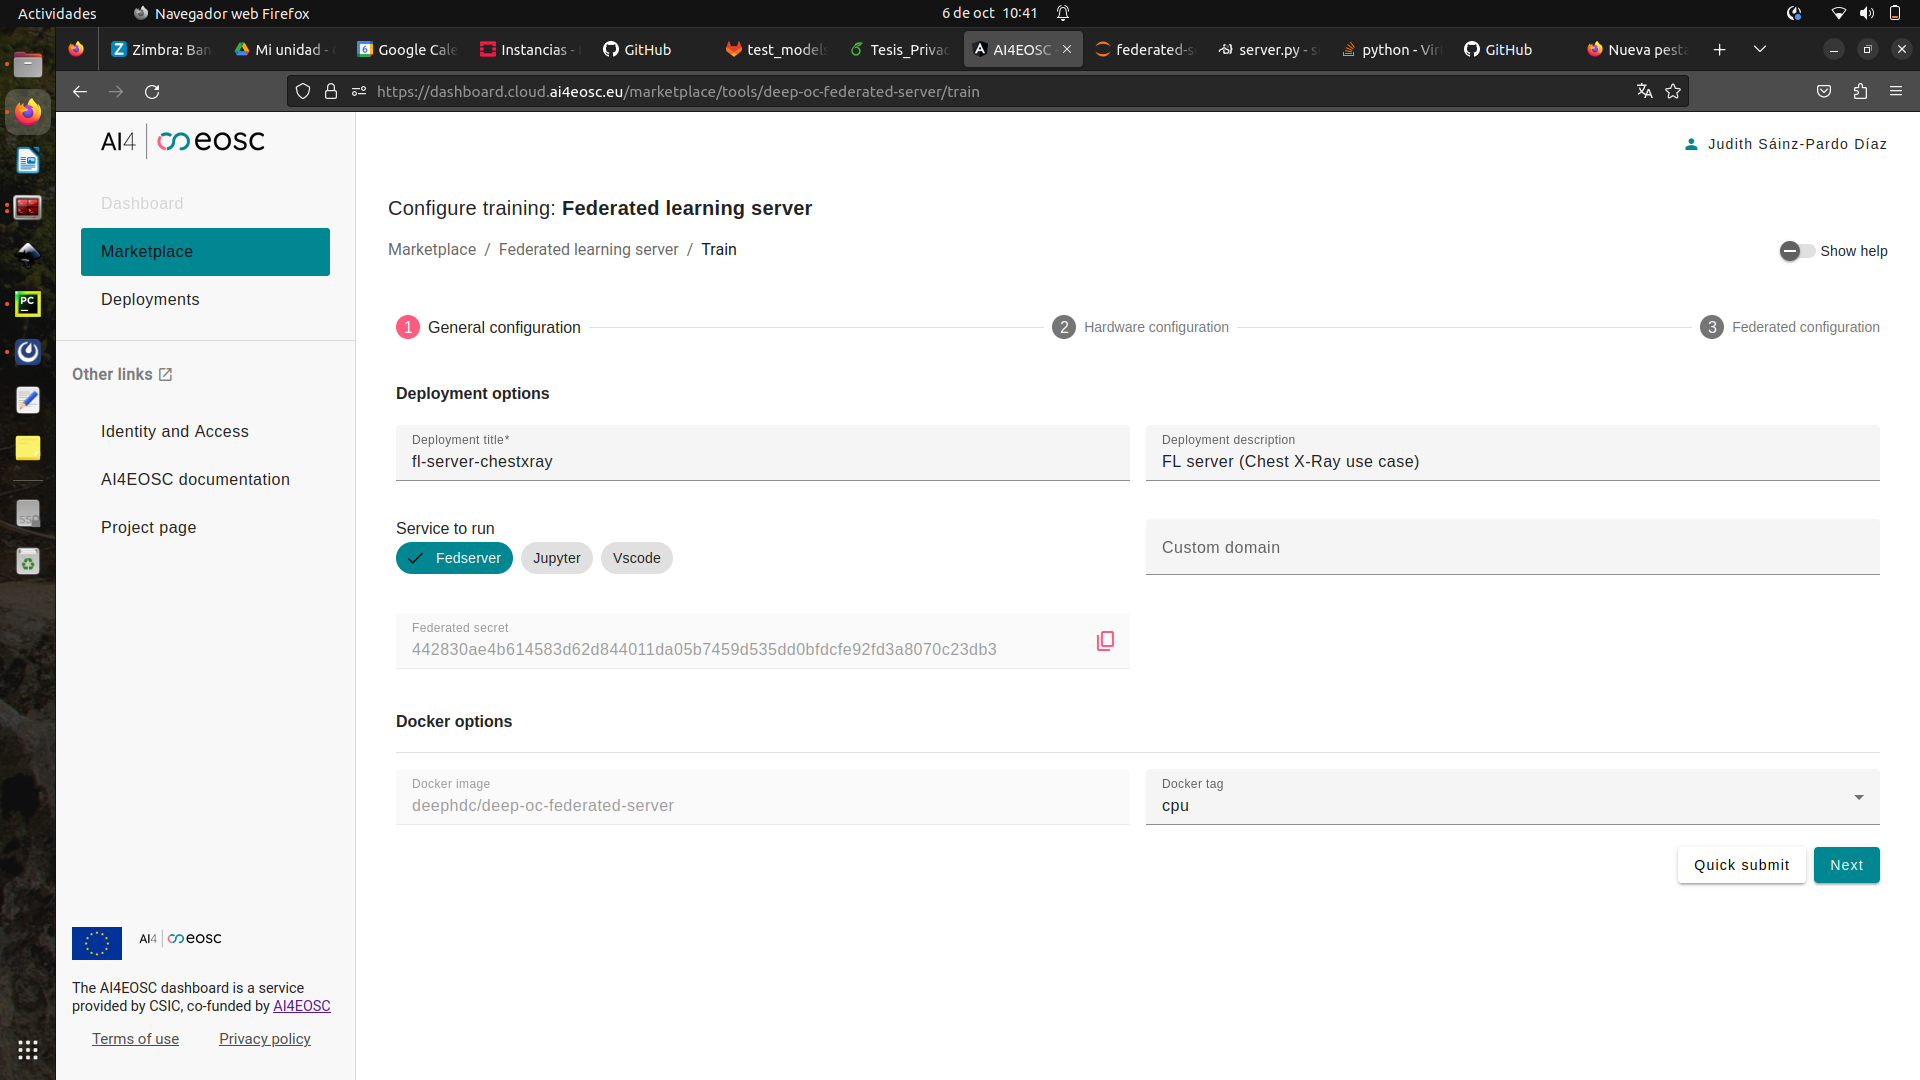 Actividades
Navegador web Firefox
6 de oct 10:41
Zimbra: Ban
Mi unidad -
Google Cale
Instancias -
GitHub
test_models
Tesis_Privac
AI4EOSC
federated-s
server.py - s
python - Vir
GitHub
Nueva pesta
https://dashboard.cloud.ai4eosc.eu/marketplace/tools/deep-oc-federated-server/train
AI4 eosc
Judith Sáinz-Pardo Díaz
Dashboard
Marketplace
Deployments
Other links
Identity and Access
AI4EOSC documentation
Project page
Configure training: Federated learning server
Marketplace / Federated learning server / Train
Show help
1 General configuration
2 Hardware configuration
3 Federated configuration
Deployment options
Deployment title*
fl-server-chestxray
Deployment description
FL server (Chest X-Ray use case)
Service to run
Fedserver
Jupyter
Vscode
Custom domain
Federated secret
442830ae4b614583d62d844011da05b7459d535dd0bfdcfe92fd3a8070c23db3
Docker options
Docker image
deephdc/deep-oc-federated-server
Docker tag
cpu
Quick submit
Next
AI4 eosc
The AI4EOSC dashboard is a service
provided by CSIC, co-funded by AI4EOSC
Terms of use
Privacy policy